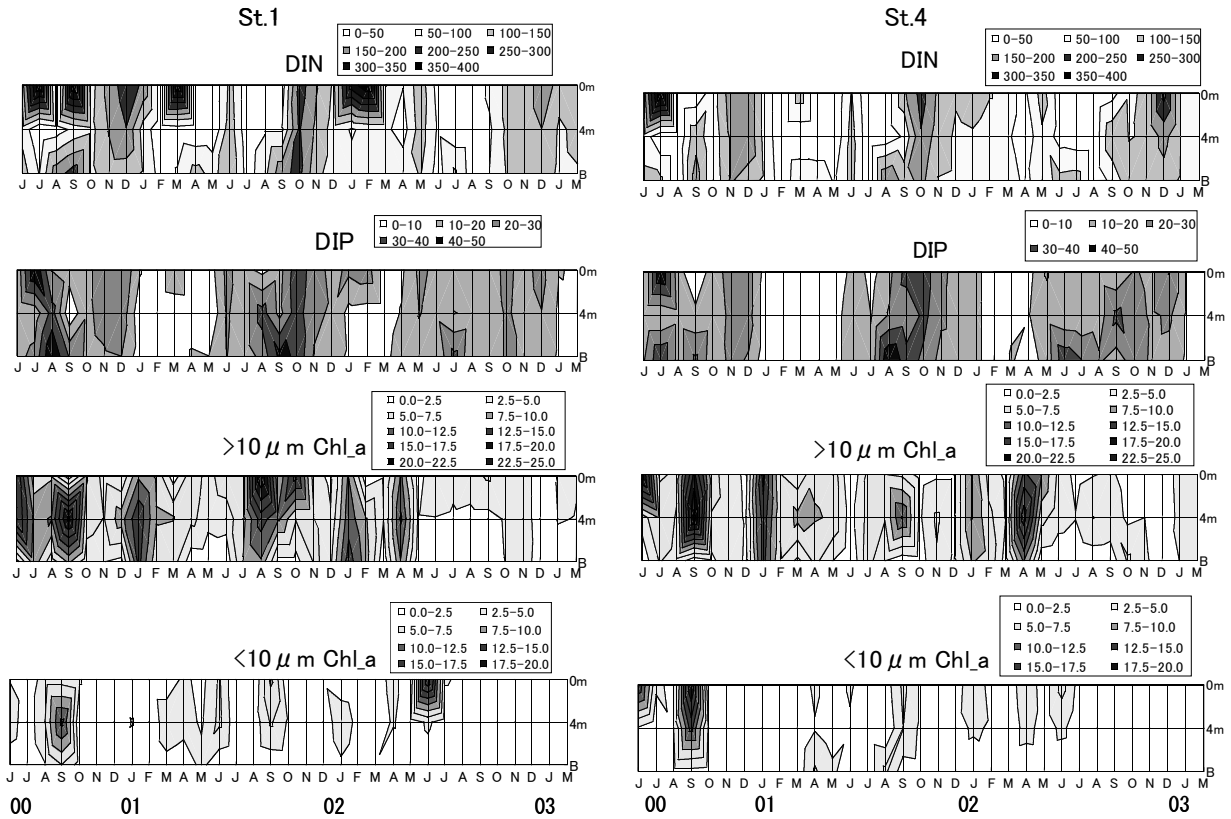 St.1
DIN
0-50 50-100 100-150
150-200 200-250 250-300
300-350 350-400
0m
4m
B
J J A S O N D J F M A M J J A S O N D J F M A M J J A S O N D J M
DIP
0-10 10-20 20-30
30-40 40-50
0m
4m
B
J J A S O N D J F M A M J J A S O N D J F M A M J J A S O N D J M
>10μm Chl_a
0.0-2.5 2.5-5.0
5.0-7.5 7.5-10.0
10.0-12.5 12.5-15.0
15.0-17.5 17.5-20.0
20.0-22.5 22.5-25.0
0m
4m
B
J J A S O N D J F M A M J J A S O N D J F M A M J J A S O N D J M
<10μm Chl_a
0.0-2.5 2.5-5.0
5.0-7.5 7.5-10.0
10.0-12.5 12.5-15.0
15.0-17.5 17.5-20.0
0m
4m
B
J J A S O N D J F M A M J J A S O N D J F M A M J J A S O N D J M
00 01 02 03
St.4
DIN
0-50 50-100 100-150
150-200 200-250 250-300
300-350 350-400
0m
4m
B
J J A S O N D J F M A M J J A S O N D J F M A M J J A S O N D J M
DIP
0-10 10-20 20-30
30-40 40-50
0m
4m
B
J J A S O N D J F M A M J J A S O N D J F M A M J J A S O N D J M
>10μm Chl_a
0.0-2.5 2.5-5.0
5.0-7.5 7.5-10.0
10.0-12.5 12.5-15.0
15.0-17.5 17.5-20.0
20.0-22.5 22.5-25.0
0m
4m
B
J J A S O N D J F M A M J J A S O N D J F M A M J J A S O N D J M
<10μm Chl_a
0.0-2.5 2.5-5.0
5.0-7.5 7.5-10.0
10.0-12.5 12.5-15.0
15.0-17.5 17.5-20.0
0m
4m
B
J J A S O N D J F M A M J J A S O N D J F M A M J J A S O N D J M
00 01 02 03